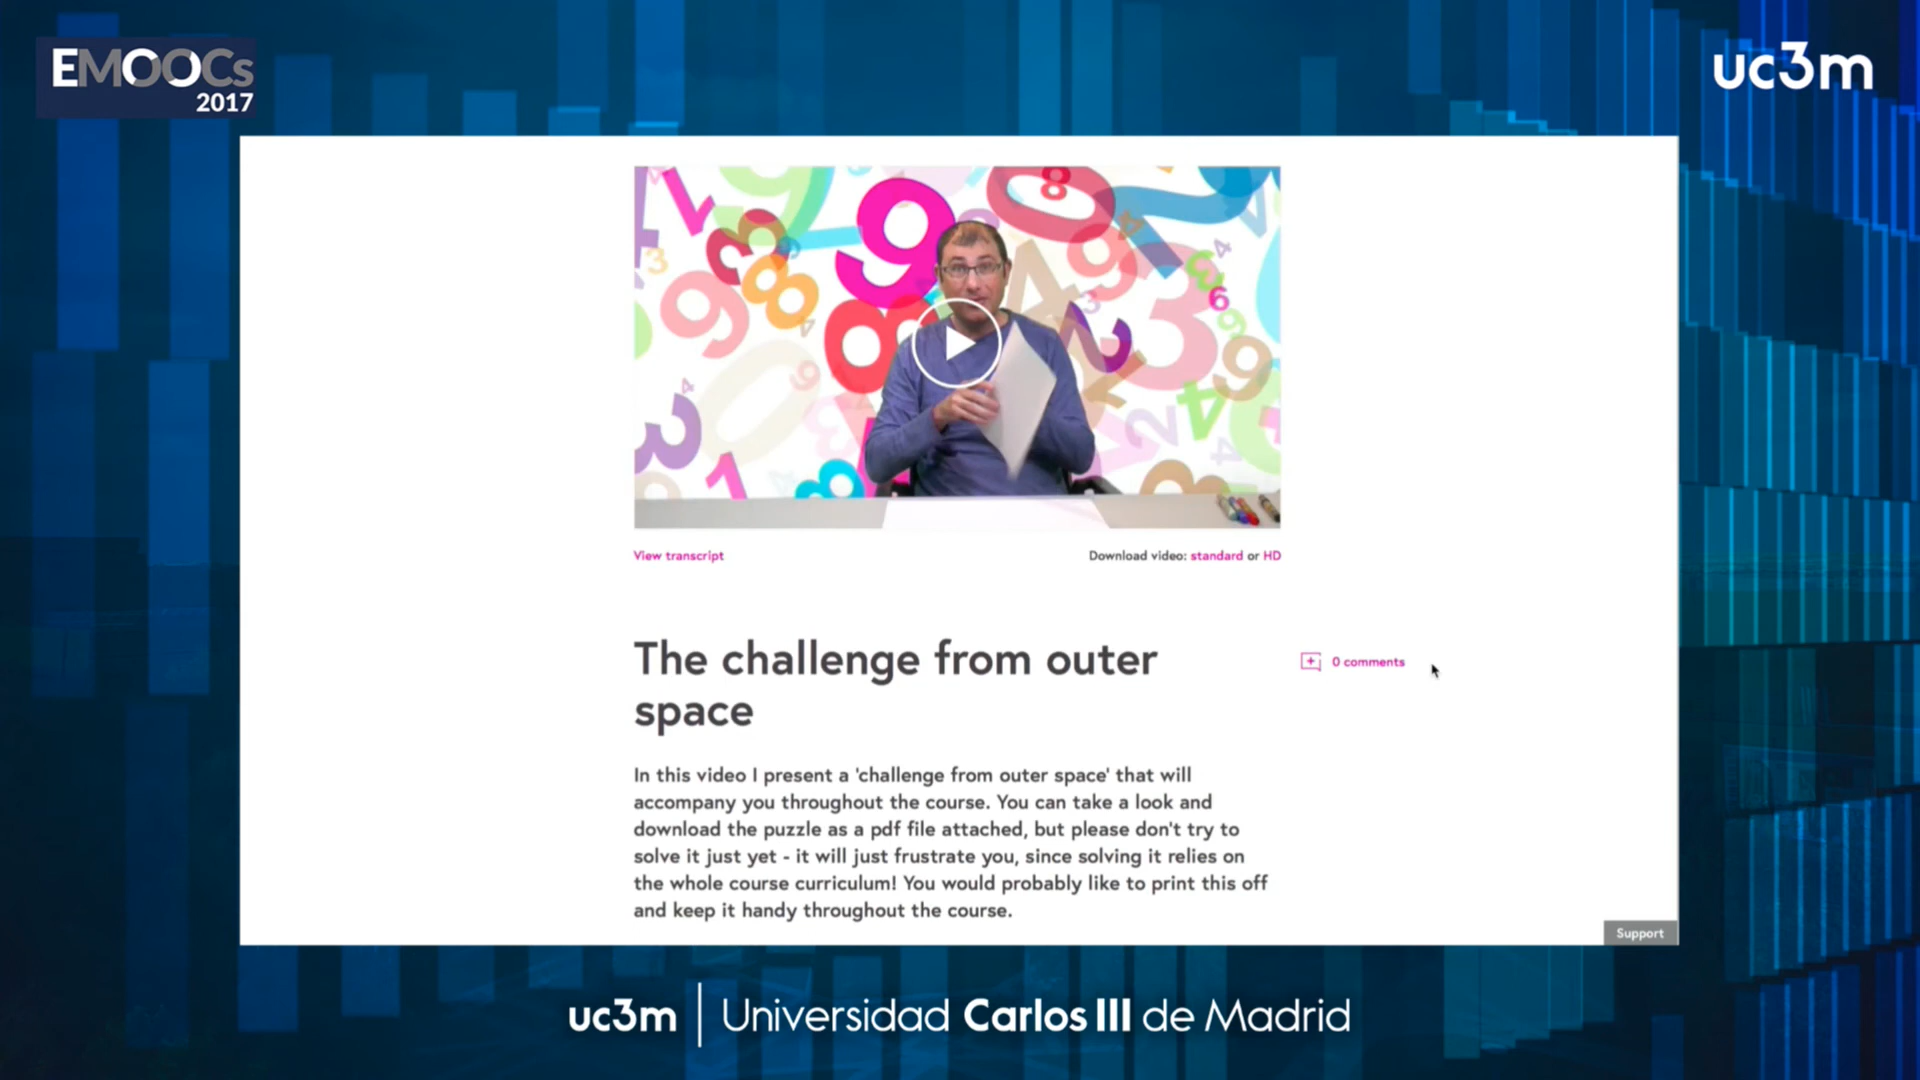 EMOOCs
2017
uc3m
View transcript
Download video: standard or HD
The challenge from outer
space
0 comments
In this video I present a 'challenge from outer space' that will
accompany you throughout the course. You can take a look and
download the puzzle as a pdf file attached, but please don't try to
solve it just yet - it will just frustrate you, since solving it relies on
the whole course curriculum! You would probably like to print this off
and keep it handy throughout the course.
Support
uc3m | Universidad Carlos III de Madrid